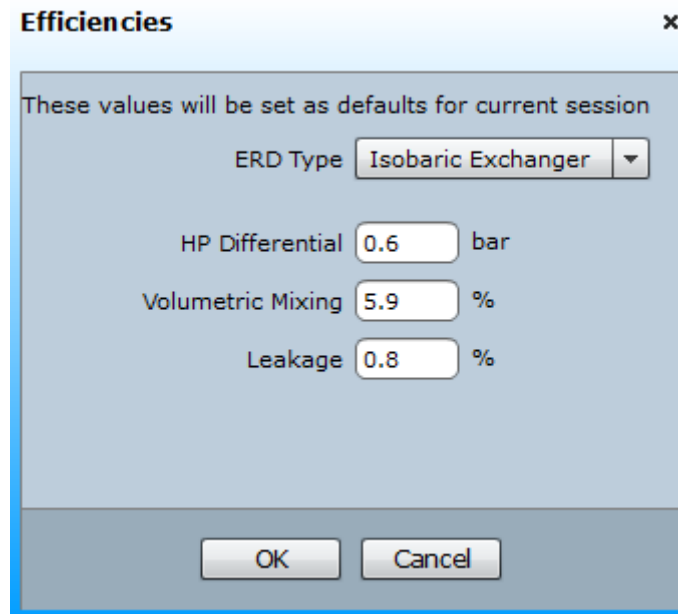 Efficiencies
These values will be set as defaults for current session
ERD Type Isobaric Exchanger
HP Differential 0.6 bar
Volumetric Mixing 5.9 %
Leakage 0.8 %
OK Cancel